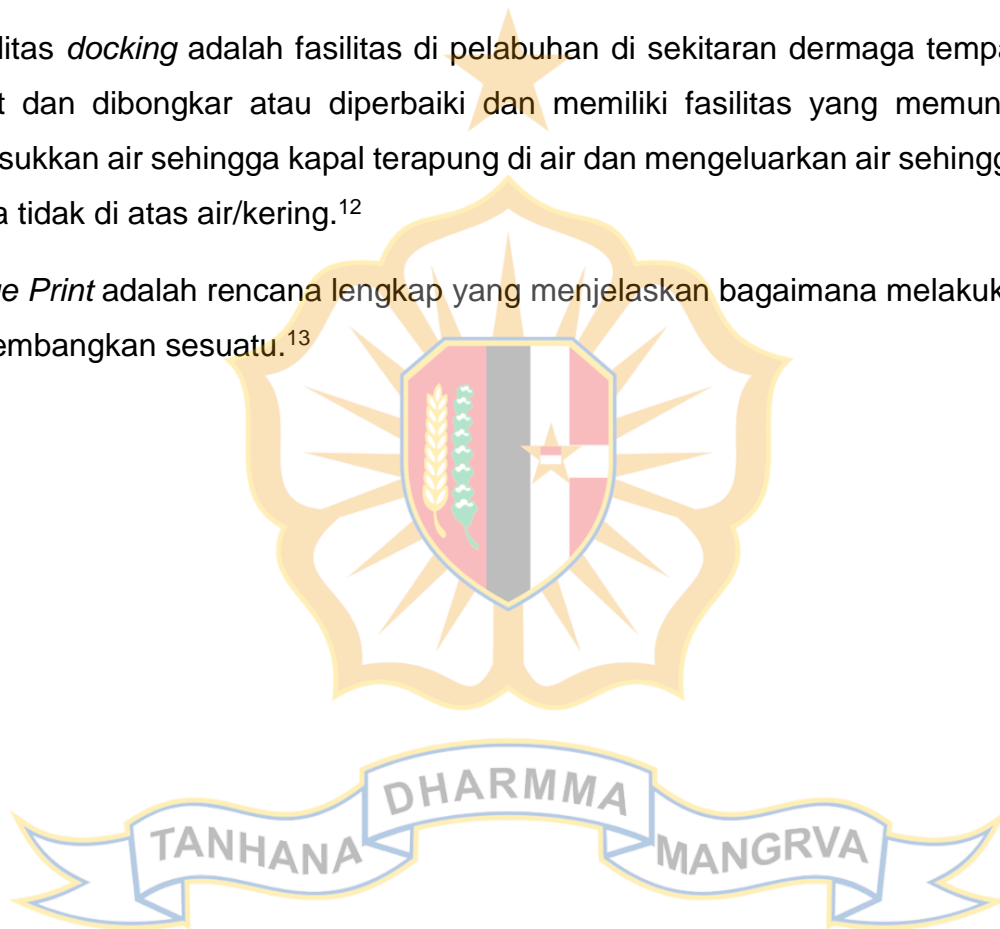 litas docking adalah fasilitas di pelabuhan di sekitaran dermaga tempa
t dan dibongkar atau diperbaiki dan memiliki fasilitas yang memun
sukkan air sehingga kapal terapung di air dan mengeluarkan air sehingg
a tidak di atas air/kering.12
e Print adalah rencana lengkap yang menjelaskan bagaimana melakuk
embangkan sesuatu.13
TANHANA DHARMMA MANGRVA